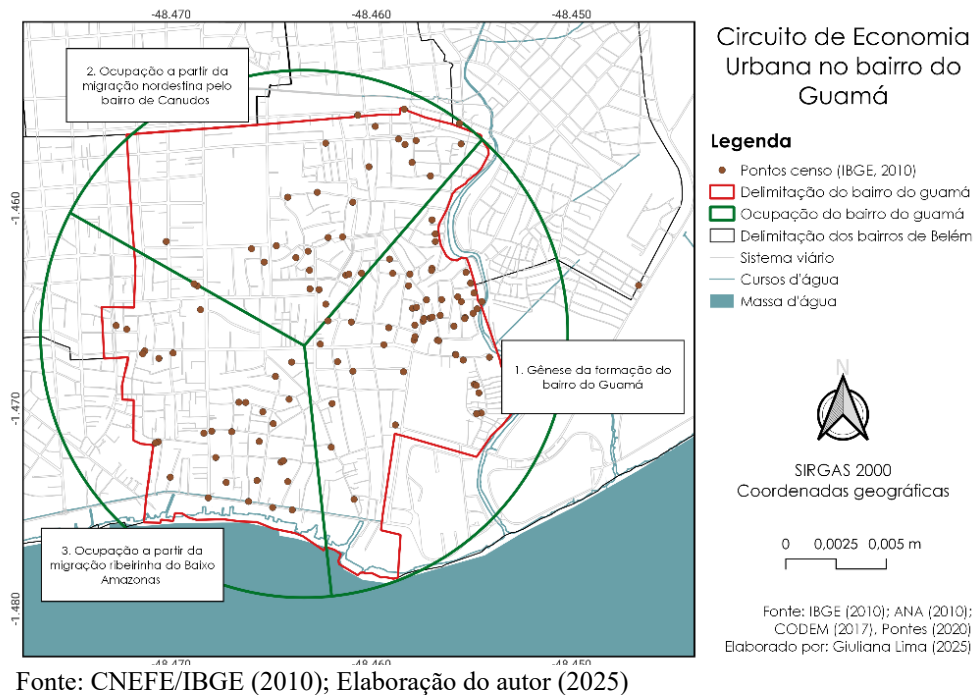 -48.470
-48.460
-48.450
2. Ocupação a partir da
migração nordestina pelo
bairro de Canudos
-1.460
-1.470
-1.480
1. Gênese da formação do
bairro do Guamá
3. Ocupação a partir da
migração ribeirinha do Baixo
Amazonas
-48.470
-48.460
-48.450
Circuito de Economia
Urbana no bairro do
Guamá
Legenda
Pontos censo (IBGE, 2010)
Delimitação do bairro do guamá
Ocupação do bairro do guamá
Delimitação dos bairros de Belém
Sistema viário
Cursos d'água
Massa d'água
N
SIRGAS 2000
Coordenadas geográficas
0 0,0025 0,005 m
Fonte: IBGE (2010); ANA (2010);
CODEM (2017), Pontes (2020)
Elaborado por: Giuliana Lima (2025)
Fonte: CNEFE/IBGE (2010); Elaboração do autor (2025)